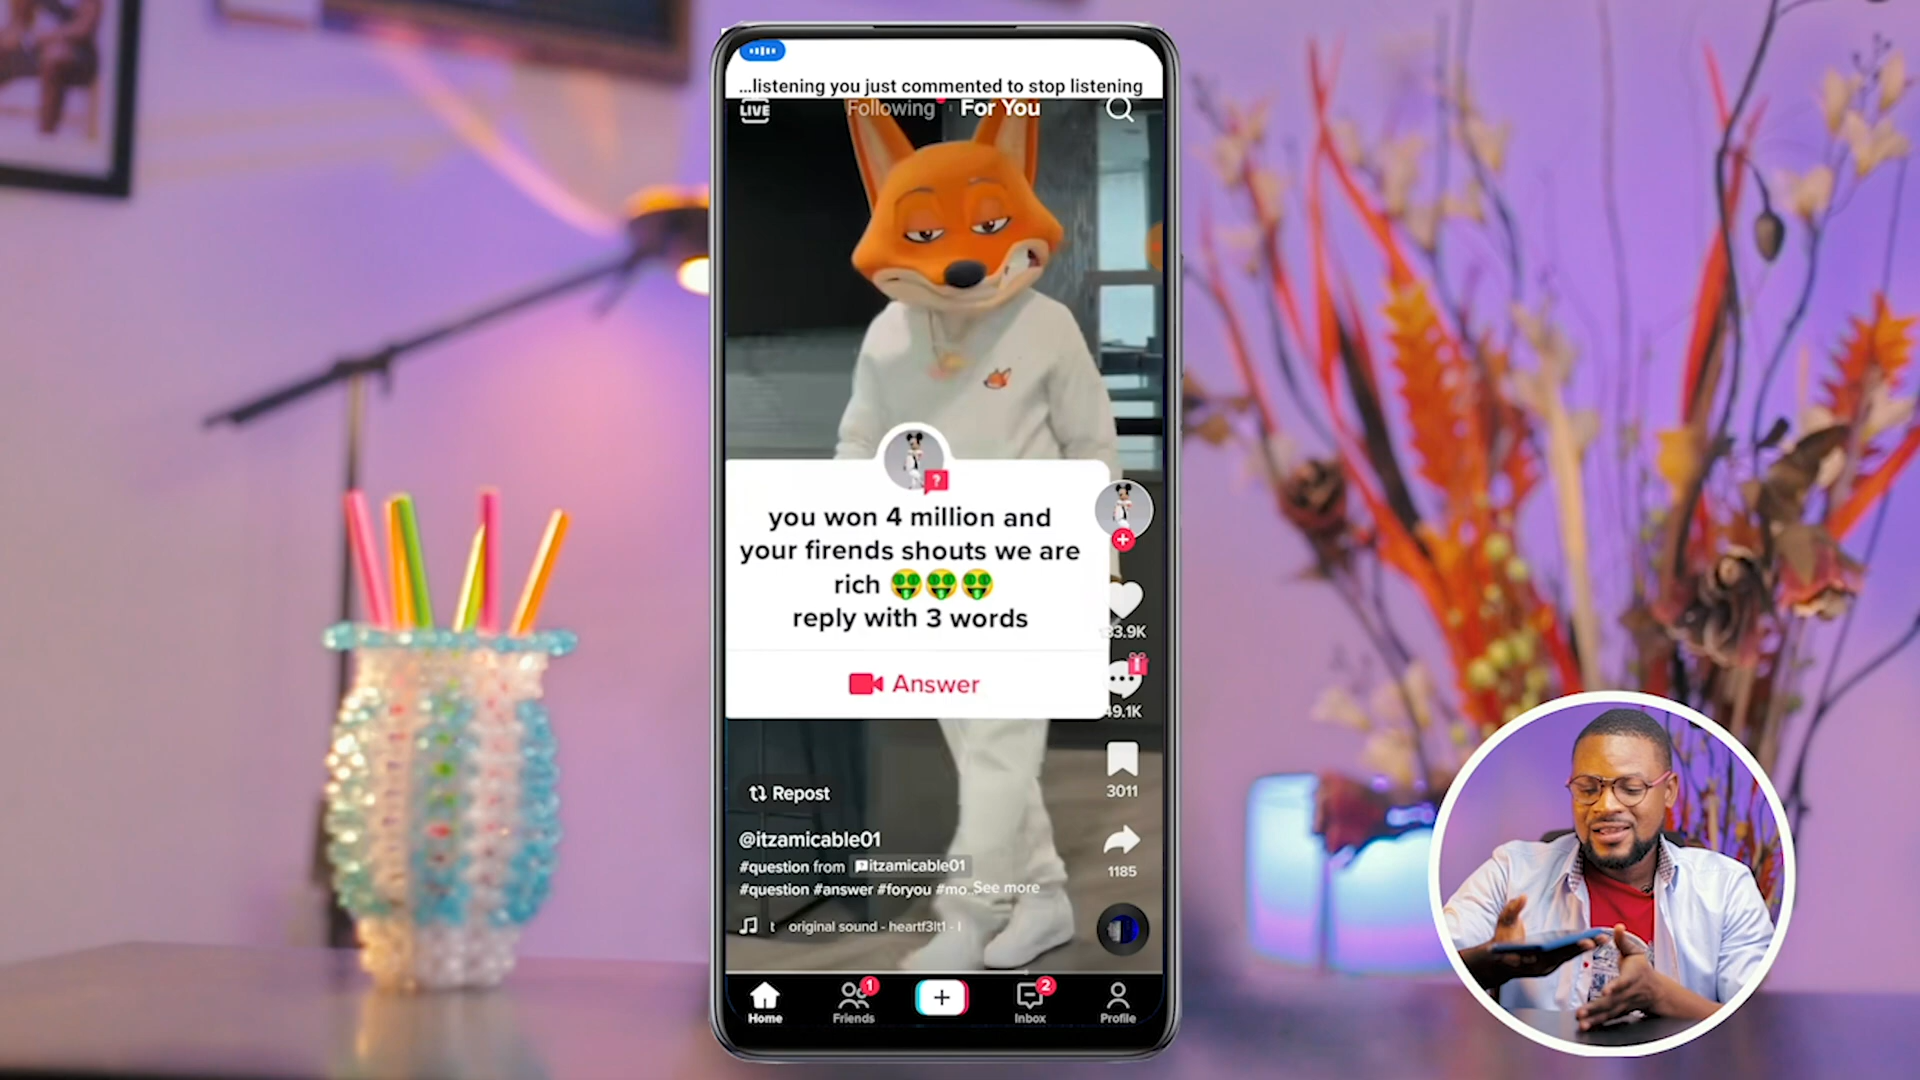 ...listening you just commented to stop listening
LIVE
Following
For You
?
you won 4 million and
your firends shouts we are
rich 🤑🤑🤑
reply with 3 words
Answer
33.9K
49.1K
3011
1185
Repost
@itzamicable01
#question from ? itzamicable01
#question #answer #foryou #mo...See more
t original sound - heartf3lt1 - I
Home
1
Friends
2
Inbox
Profile